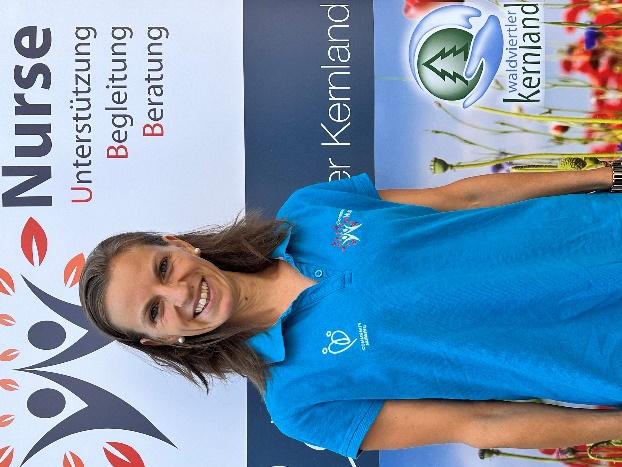 Nurse
Unterstützung
Begleitung
Beratung
er Kernland
waldviertler
kernland